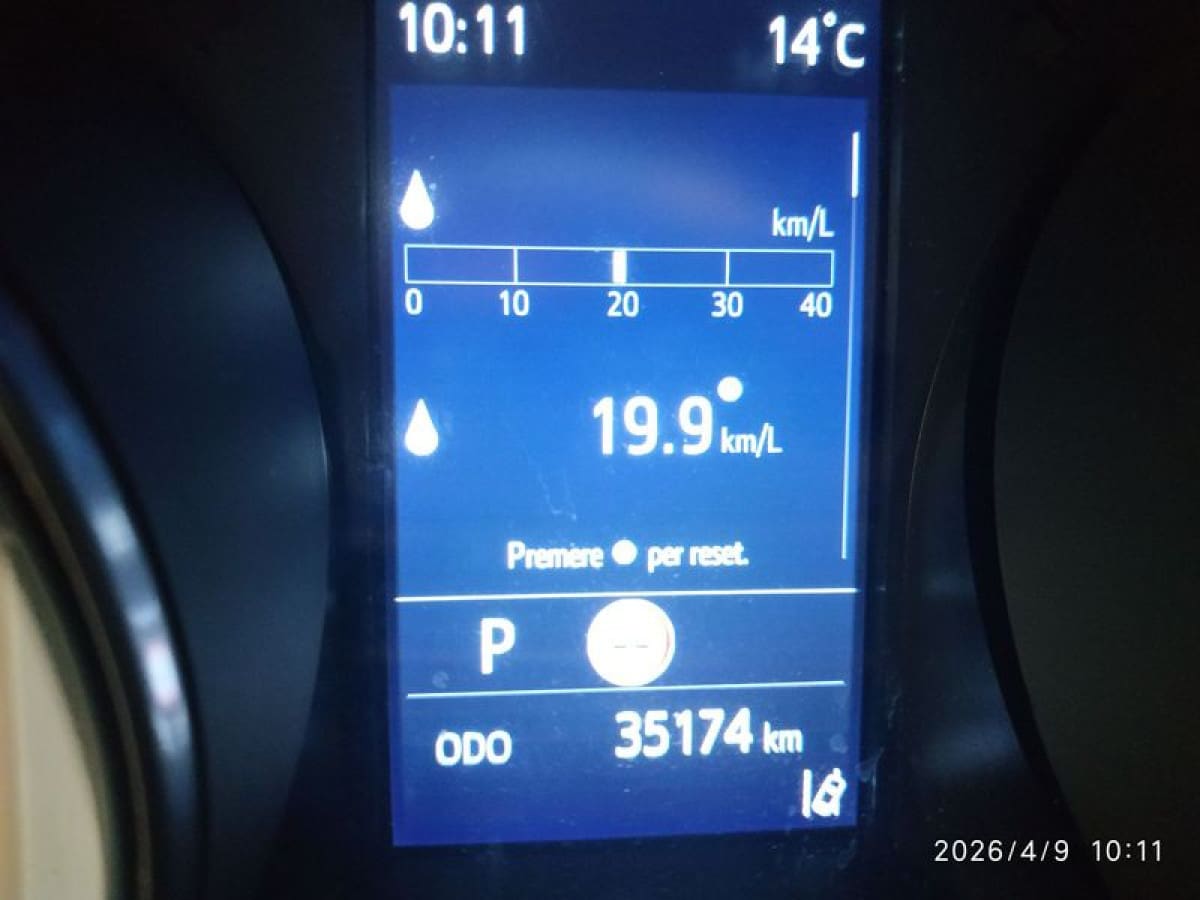 10:11 14°C
km/L
0 10 20 30 40
19.9 km/L
Premere per reset.
P --
ODO 35174 km
2026/4/9 10:11